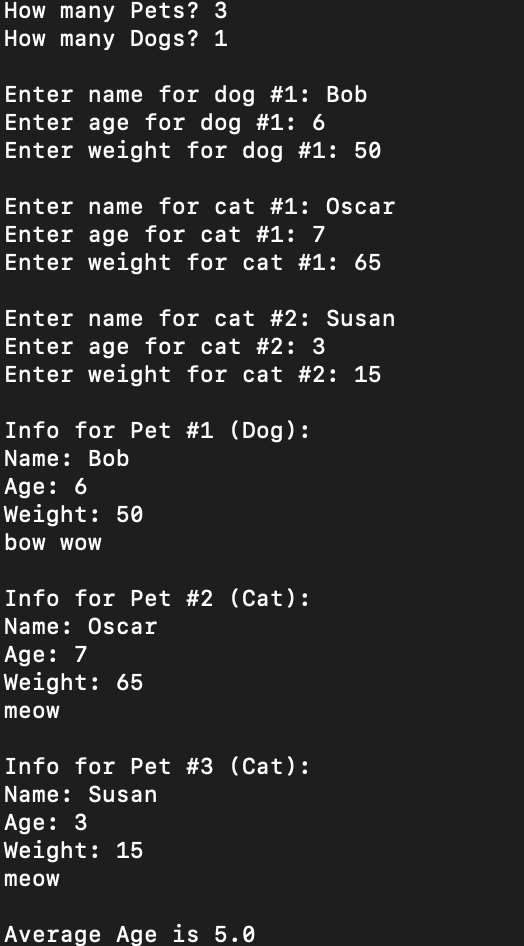 How many Pets? 3
How many Dogs? 1
Enter name for dog #1: Bob
Enter age for dog #1: 6
Enter weight for dog #1: 50
Enter name for cat #1: Oscar
Enter age for cat #1: 7
Enter weight for cat #1: 65
Enter name for cat #2: Susan
Enter age for cat #2: 3
Enter weight for cat #2: 15
Info for Pet #1 (Dog):
Name: Bob
Age: 6
Weight: 50
bow wow
Info for Pet #2 (Cat):
Name: Oscar
Age: 7
Weight: 65
meow
Info for Pet #3 (Cat):
Name: Susan
Age: 3
Weight: 15
meow
Average Age is 5.0